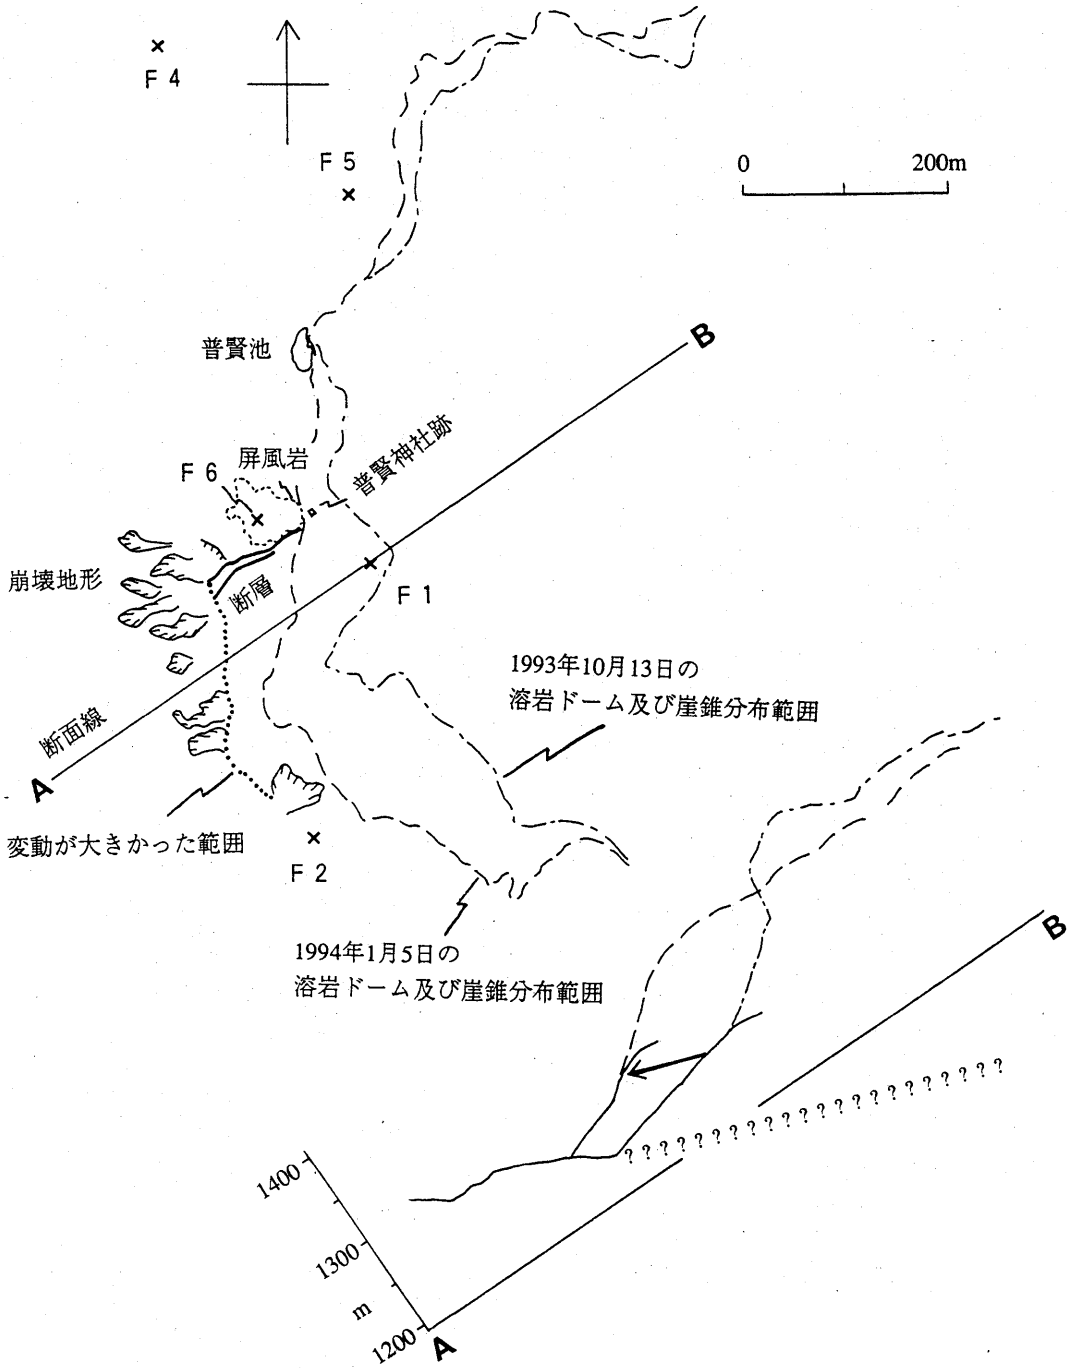 F 4
F 5
0 200m
普賢池
B
普賢神社跡
屏風岩
F 6
崩壊地形
断層
F 1
1993年10月13日の
溶岩ドーム及び崖錐分布範囲
断面線
A
変動が大きかった範囲
F 2
1994年1月5日の
溶岩ドーム及び崖錐分布範囲
B
? ? ? ? ? ? ? ? ? ? ? ? ? ? ? ? ? ? ? ? ? ?
1400
1300
m
1200
A